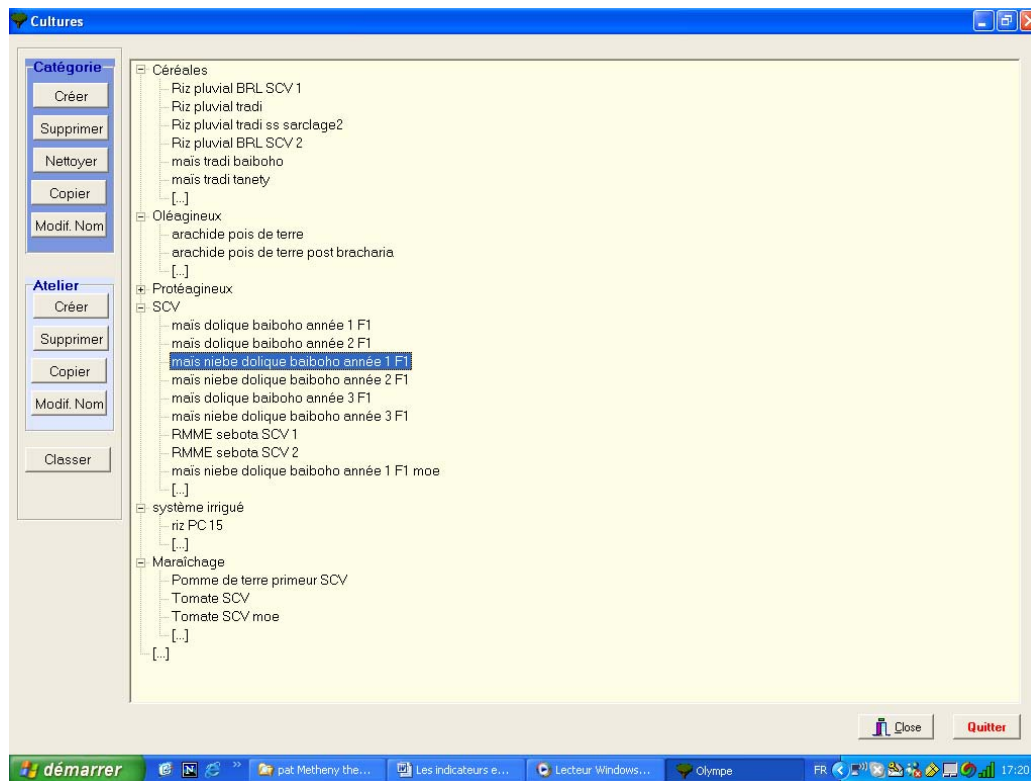 Cultures
Catégorie
Créer
Supprimer
Nettoyer
Copier
Modif. Nom
Atelier
Créer
Supprimer
Copier
Modif. Nom
Classer
Céréales
Riz pluvial BRL SCV 1
Riz pluvial tradi
Riz pluvial tradi ss sarclage2
Riz pluvial BRL SCV 2
maïs tradi baiboho
maïs tradi tanety
[...]
Oléagineux
arachide pois de terre
arachide pois de terre post bracharia
[...]
Protéagineux
SCV
maïs dolique baiboho année 1 F1
maïs dolique baiboho année 2 F1
maïs niebe dolique baiboho année 1 F1
maïs niebe dolique baiboho année 2 F1
maïs dolique baiboho année 3 F1
maïs niebe dolique baiboho année 3 F1
RMME sebota SCV 1
RMME sebota SCV 2
maïs niebe dolique baiboho année 1 F1 moe
[...]
système irrigué
riz PC 15
[...]
Maraîchage
Pomme de terre primeur SCV
Tomate SCV
Tomate SCV moe
[...]
[...]
Close
Quitter
démarrer
pat Metheny the...
Les indicateurs e...
Lecteur Windows...
Olympe
FR
17:20